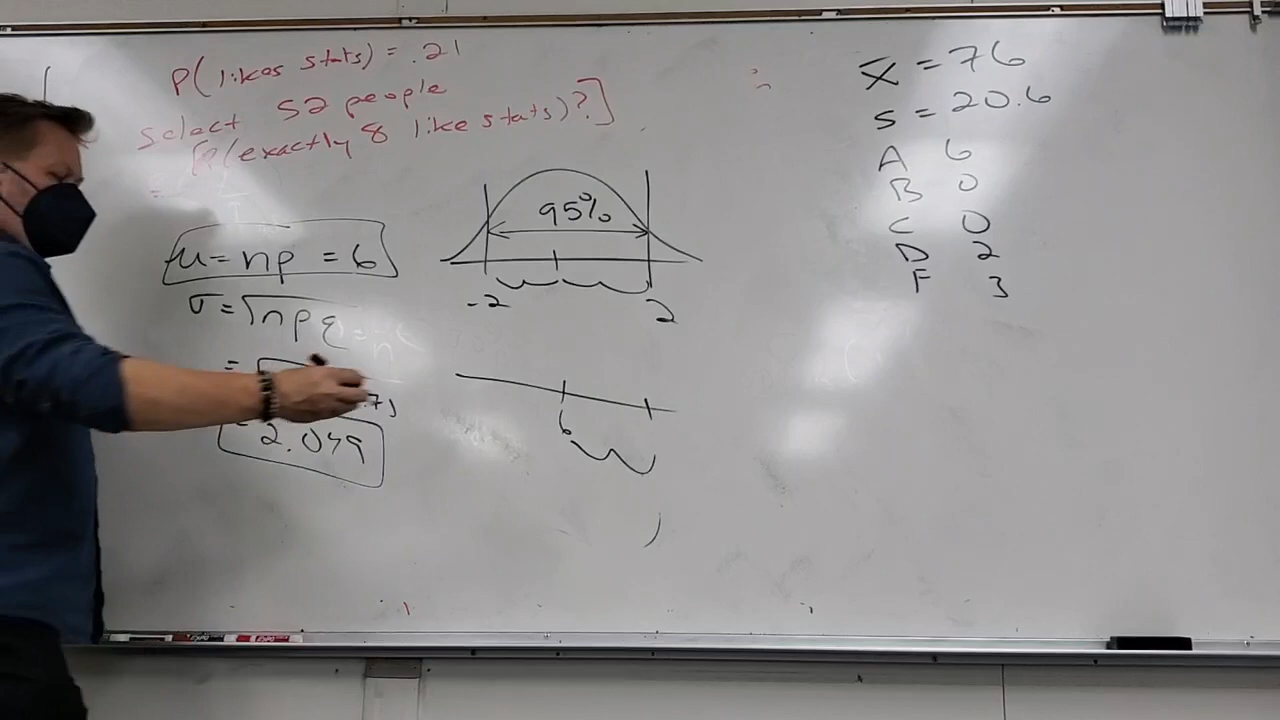 P(likes stats) = .21
Select 52 people
[P(exactly 8 like stats)?]
μ = np = 6
σ = √npq
=
2.049
95%
-2 2
6
x̄ = 76
s = 20.6
A 6
B 0
C 0
D 2
F 3